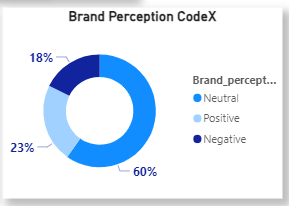 Brand Perception CodeX
18%
Brand_percept...
Neutral
Positive
Negative
23%
60%